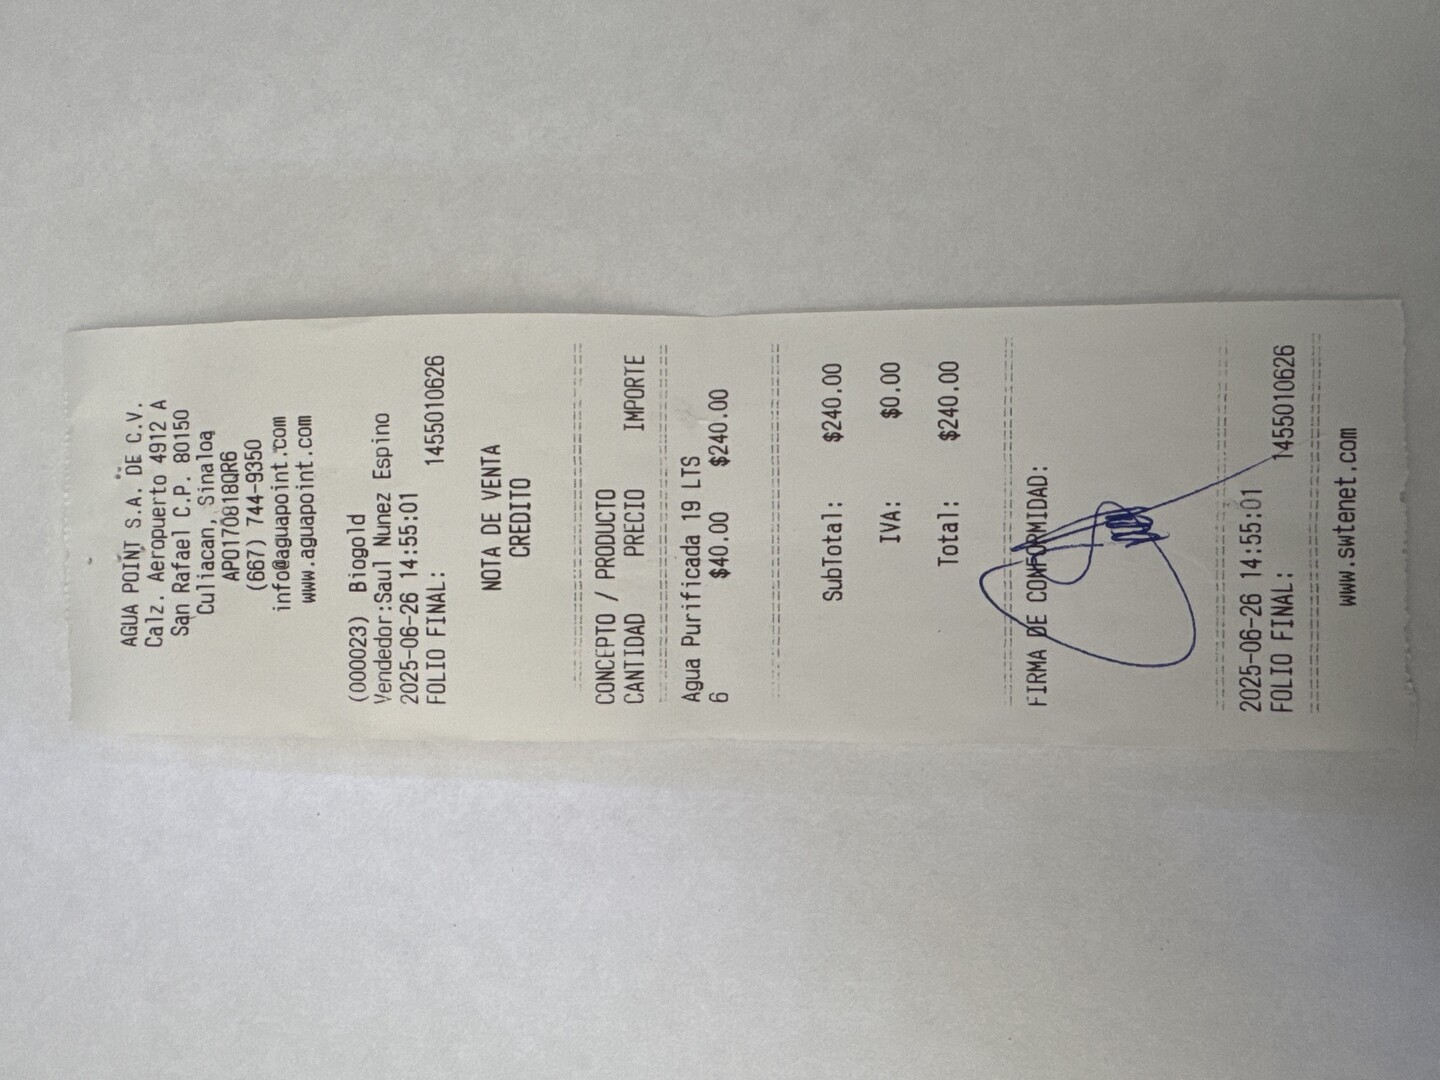 AGUA POINT S.A. DE C.V.
Calz. Aeropuerto 4912 A
San Rafael C.P. 80150
Culiacan, Sinaloa
APO170818QR6
(667) 744-9350
info@aguapoint.com
www.aguapoint.com
(000023) Biogold
Vendedor:Saul Nunez Espino
2025-06-26 14:55:01
FOLIO FINAL: 1455010626
NOTA DE VENTA
CREDITO
CONCEPTO / PRODUCTO
CANTIDAD PRECIO IMPORTE
Agua Purificada 19 LTS
6 $40.00 $240.00
SubTotal: $240.00
IVA: $0.00
Total: $240.00
FIRMA DE CONFORMIDAD:
2025-06-26 14:55:01
FOLIO FINAL: 1455010626
www.swtenet.com